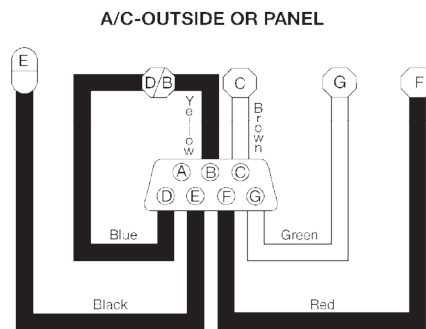 A/C-OUTSIDE OR PANEL
E
D/B
C
G
F
Yellow
Brown
A B C
D E F G
Blue
Green
Black
Red